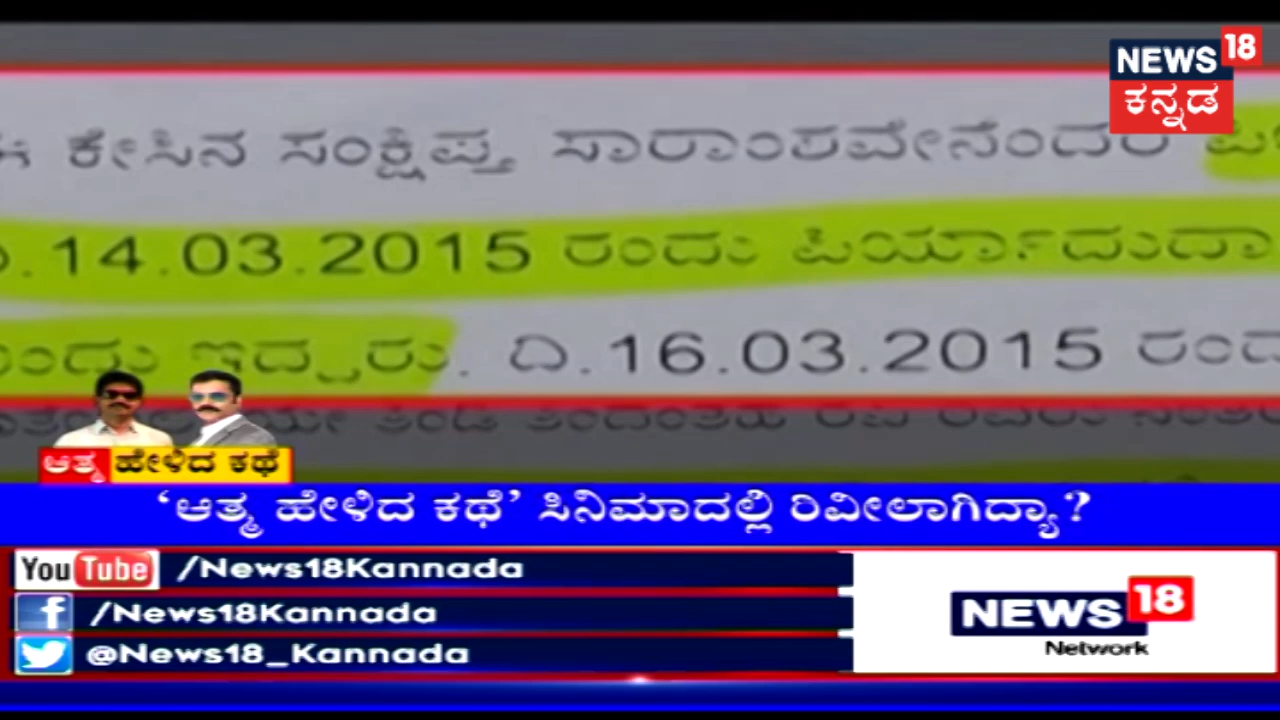 NEWS 18
ಕನ್ನಡ
ಈ ಕೇಸಿನ ಸಂಕ್ಷಿಪ್ತ ಸಾರಾಂಶವೇನೆಂದರೆ
.14.03.2015 ರಂದು ಪಿರ್ಯಾದುದಾ
ಇದ್ದರು. ದಿ.16.03.2015 ರಂದ
ಆತ್ಮ ಹೇಳಿದ ಕಥೆ
‘ಆತ್ಮ ಹೇಳಿದ ಕಥೆ’ ಸಿನಿಮಾದಲ್ಲಿ ರಿವೀಲಾಗಿದ್ಯಾ?
YouTube /News18Kannada
f /News18Kannada
@News18_Kannada
NEWS 18
Network